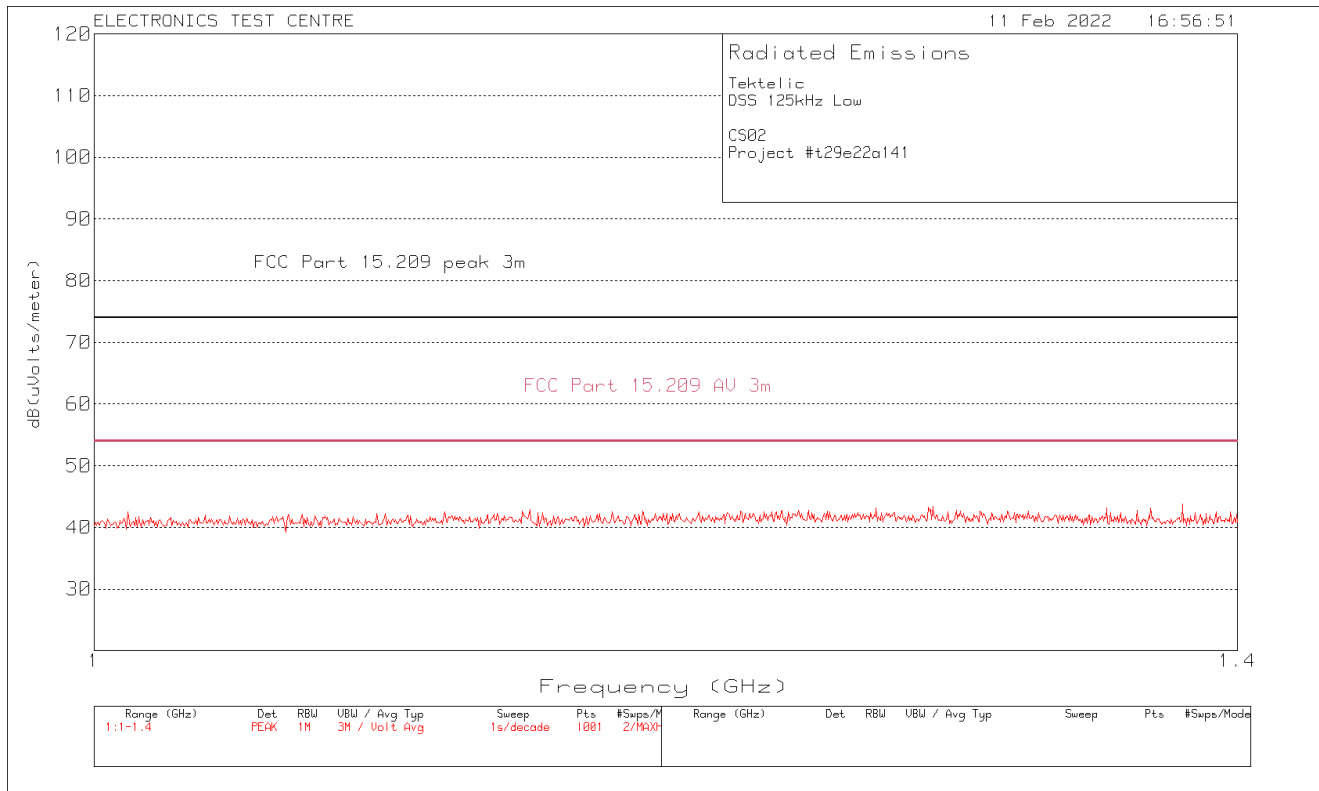 ELECTRONICS TEST CENTRE 11 Feb 2022 16:56:51
Radiated Emissions
Tektelic
DSS 125kHz Low
CS02
Project #t29e22a141
120
110
100
90
80
70
60
50
40
30
dB(uVolts/meter)
FCC Part 15.209 peak 3m
FCC Part 15.209 AV 3m
1 1.4
Frequency (GHz)
Range (GHz) Det RBW VBW / Avg Typ Sweep Pts #Swps/M Range (GHz) Det RBW VBW / Avg Typ Sweep Pts #Swps/Mode
1:1-1.4 PEAK 1M 3M / Volt Avg 1s/decade 1001 2/MAXH